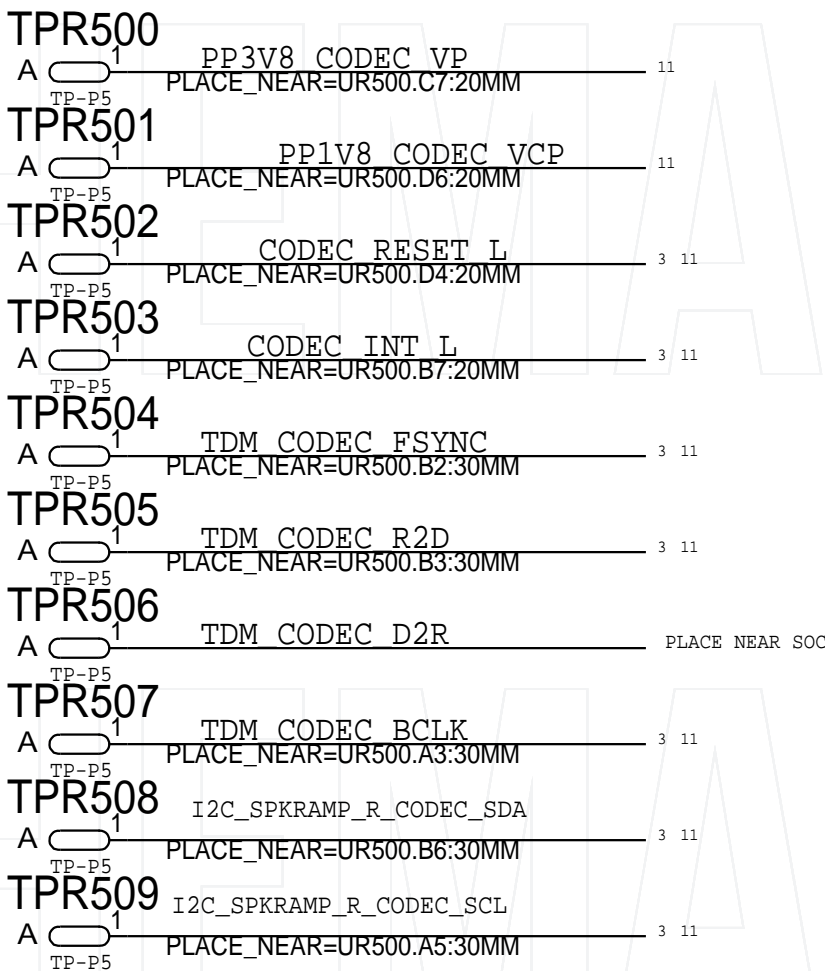 TPR500
1
PP3V8_CODEC_VP
A
11
PLACE_NEAR=UR500.C7:20MM
TP-P5
TPR501
1
PP1V8_CODEC_VCP
A
11
PLACE_NEAR=UR500.D6:20MM
TP-P5
TPR502
1
CODEC_RESET_L
A
3 11
PLACE_NEAR=UR500.D4:20MM
TP-P5
TPR503
1
CODEC_INT_L
A
3 11
PLACE_NEAR=UR500.B7:20MM
TP-P5
TPR504
1
TDM_CODEC_FSYNC
A
3 11
PLACE_NEAR=UR500.B2:30MM
TP-P5
TPR505
1
TDM_CODEC_R2D
A
3 11
PLACE_NEAR=UR500.B3:30MM
TP-P5
TPR506
1
TDM_CODEC_D2R
A
PLACE NEAR SOC
TP-P5
TPR507
1
TDM_CODEC_BCLK
A
3 11
PLACE_NEAR=UR500.A3:30MM
TP-P5
TPR508
1
I2C_SPKRAMP_R_CODEC_SDA
A
3 11
PLACE_NEAR=UR500.B6:30MM
TP-P5
TPR509
1
I2C_SPKRAMP_R_CODEC_SCL
A
3 11
PLACE_NEAR=UR500.A5:30MM
TP-P5